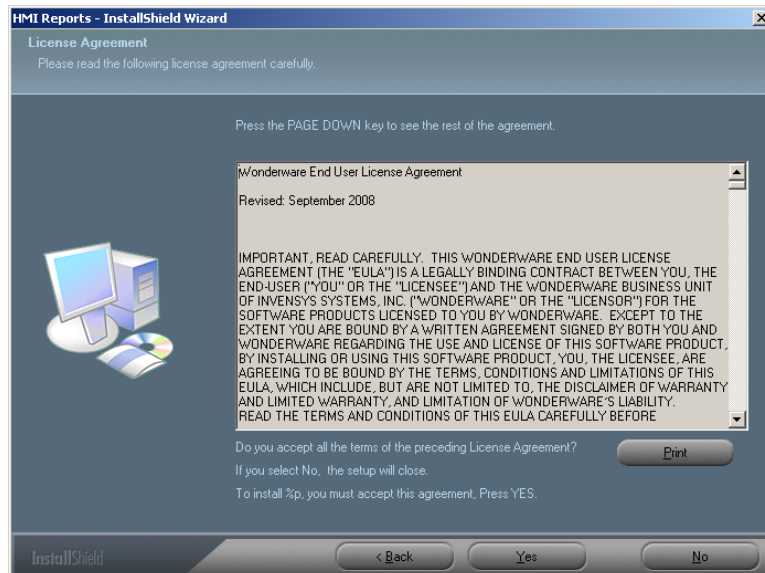 HMI Reports - InstallShield Wizard
License Agreement
Please read the following license agreement carefully.
Press the PAGE DOWN key to see the rest of the agreement.
Wonderware End User License Agreement
Revised: September 2008
IMPORTANT, READ CAREFULLY.  THIS WONDERWARE END USER LICENSE
AGREEMENT (THE "EULA") IS A LEGALLY BINDING CONTRACT BETWEEN YOU, THE
END-USER ("YOU" OR THE "LICENSEE") AND THE WONDERWARE BUSINESS UNIT
OF INVENSYS SYSTEMS, INC. ("WONDERWARE" OR THE "LICENSOR") FOR THE
SOFTWARE PRODUCTS LICENSED TO YOU BY WONDERWARE.  EXCEPT TO THE
EXTENT YOU ARE BOUND BY A WRITTEN AGREEMENT SIGNED BY BOTH YOU AND
WONDERWARE REGARDING THE USE AND LICENSE OF THIS SOFTWARE PRODUCT,
BY INSTALLING OR USING THIS SOFTWARE PRODUCT, YOU, THE LICENSEE, ARE
AGREEING TO BE BOUND BY THE TERMS, CONDITIONS AND LIMITATIONS OF THIS
EULA, WHICH INCLUDE, BUT ARE NOT LIMITED TO, THE DISCLAIMER OF WARRANTY
AND LIMITED WARRANTY, AND LIMITATION OF WONDERWARE'S LIABILITY.
READ THE TERMS AND CONDITIONS OF THIS EULA CAREFULLY BEFORE
Do you accept all the terms of the preceding License Agreement?
Print
If you select No,  the setup will close.
To install %p, you must accept this agreement, Press YES.
InstallShield
< Back
Yes
No